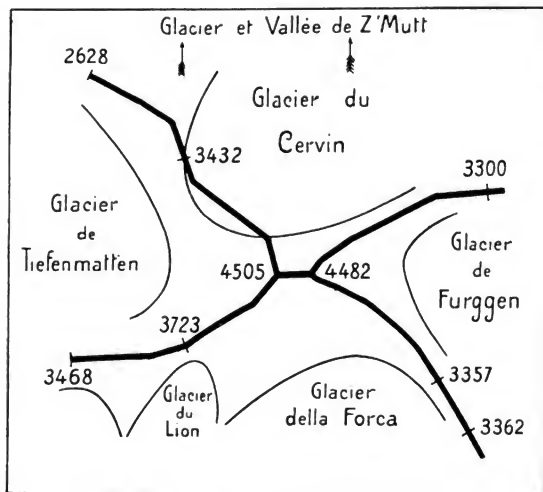 Glacier et Vallée de Z'Mutt
2628
Glacier du
Cervin
3432
3300
Glacier
de
Tiefenmatten
Glacier
de
Furggen
4505
4482
3723
3468
Glacier
du
Lion
Glacier
della Forca
3357
3362